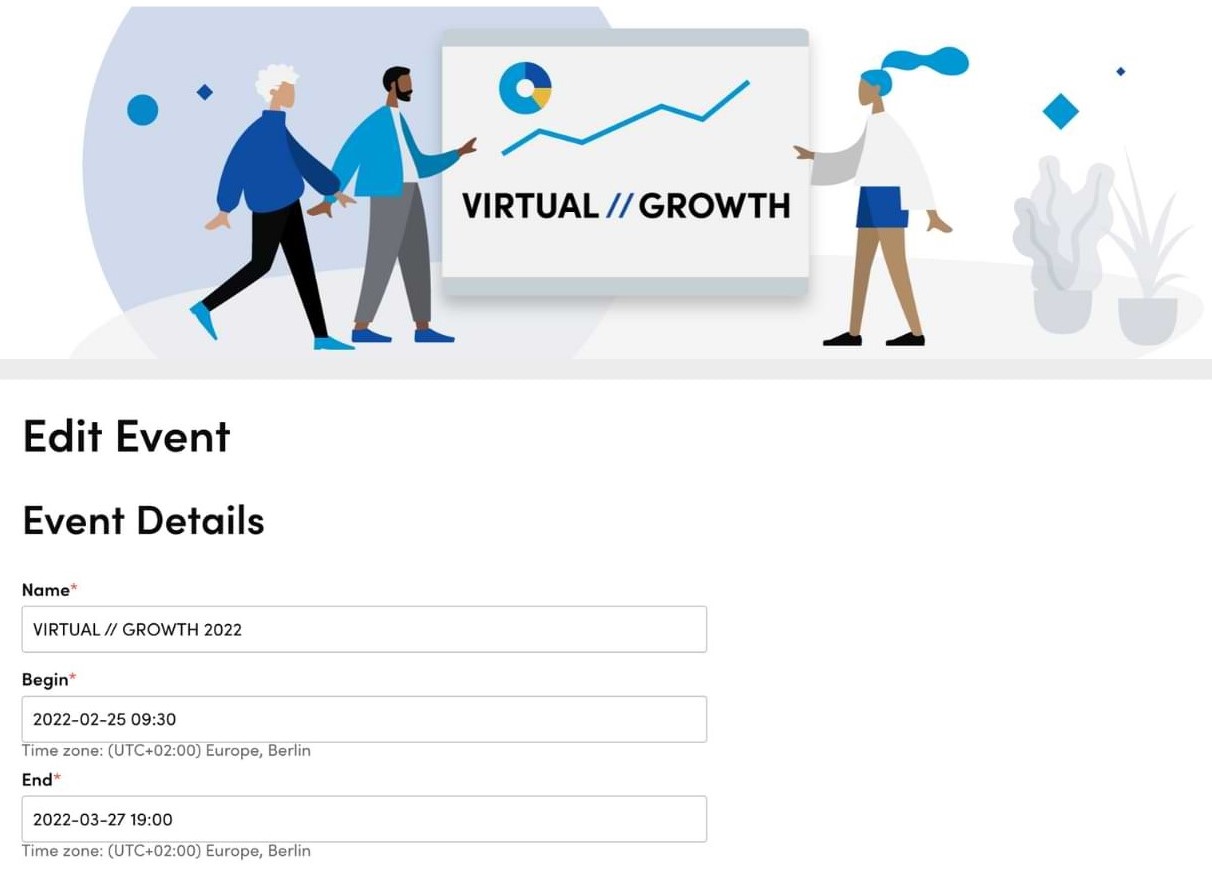 VIRTUAL // GROWTH
Edit Event
Event Details
Name*
VIRTUAL // GROWTH 2022
Begin*
2022-02-25 09:30
Time zone: (UTC+02:00) Europe, Berlin
End*
2022-03-27 19:00
Time zone: (UTC+02:00) Europe, Berlin